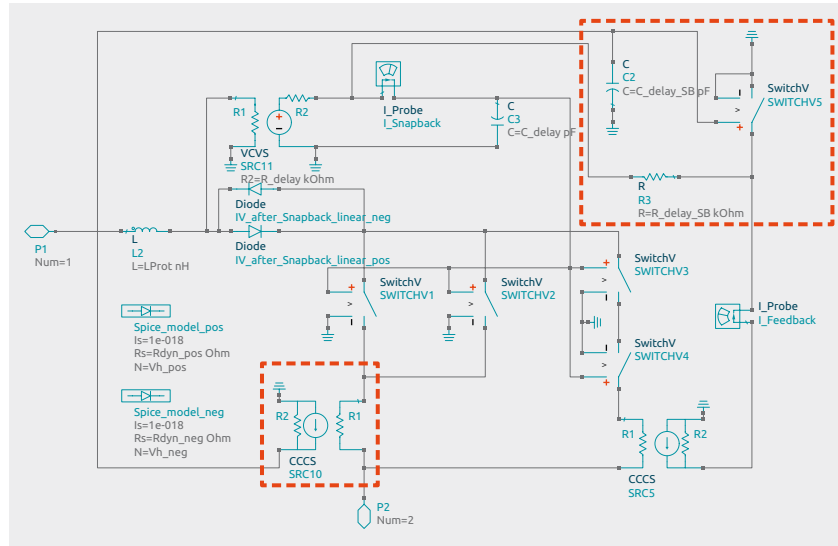 C
C2
C=C_delay_SB pF
SwitchV
SWITCHV5
R1
R2
VCVS
SRC11
R2=R_delay kOhm
I_Probe
I_Snapback
C
C3
C=C_delay pF
R
R3
R=R_delay_SB kOhm
Diode
IV_after_Snapback_linear_neg
Diode
IV_after_Snapback_linear_pos
P1
Num=1
L
L2
L=LProt nH
SwitchV
SWITCHV1
SwitchV
SWITCHV2
SwitchV
SWITCHV3
SwitchV
SWITCHV4
I_Probe
I_Feedback
Spice_model_pos
Is=1e-018
Rs=Rdyn_pos Ohm
N=Vh_pos
Spice_model_neg
Is=1e-018
Rs=Rdyn_neg Ohm
N=Vh_neg
R2
R1
CCCS
SRC10
R1
R2
CCCS
SRC5
P2
Num=2